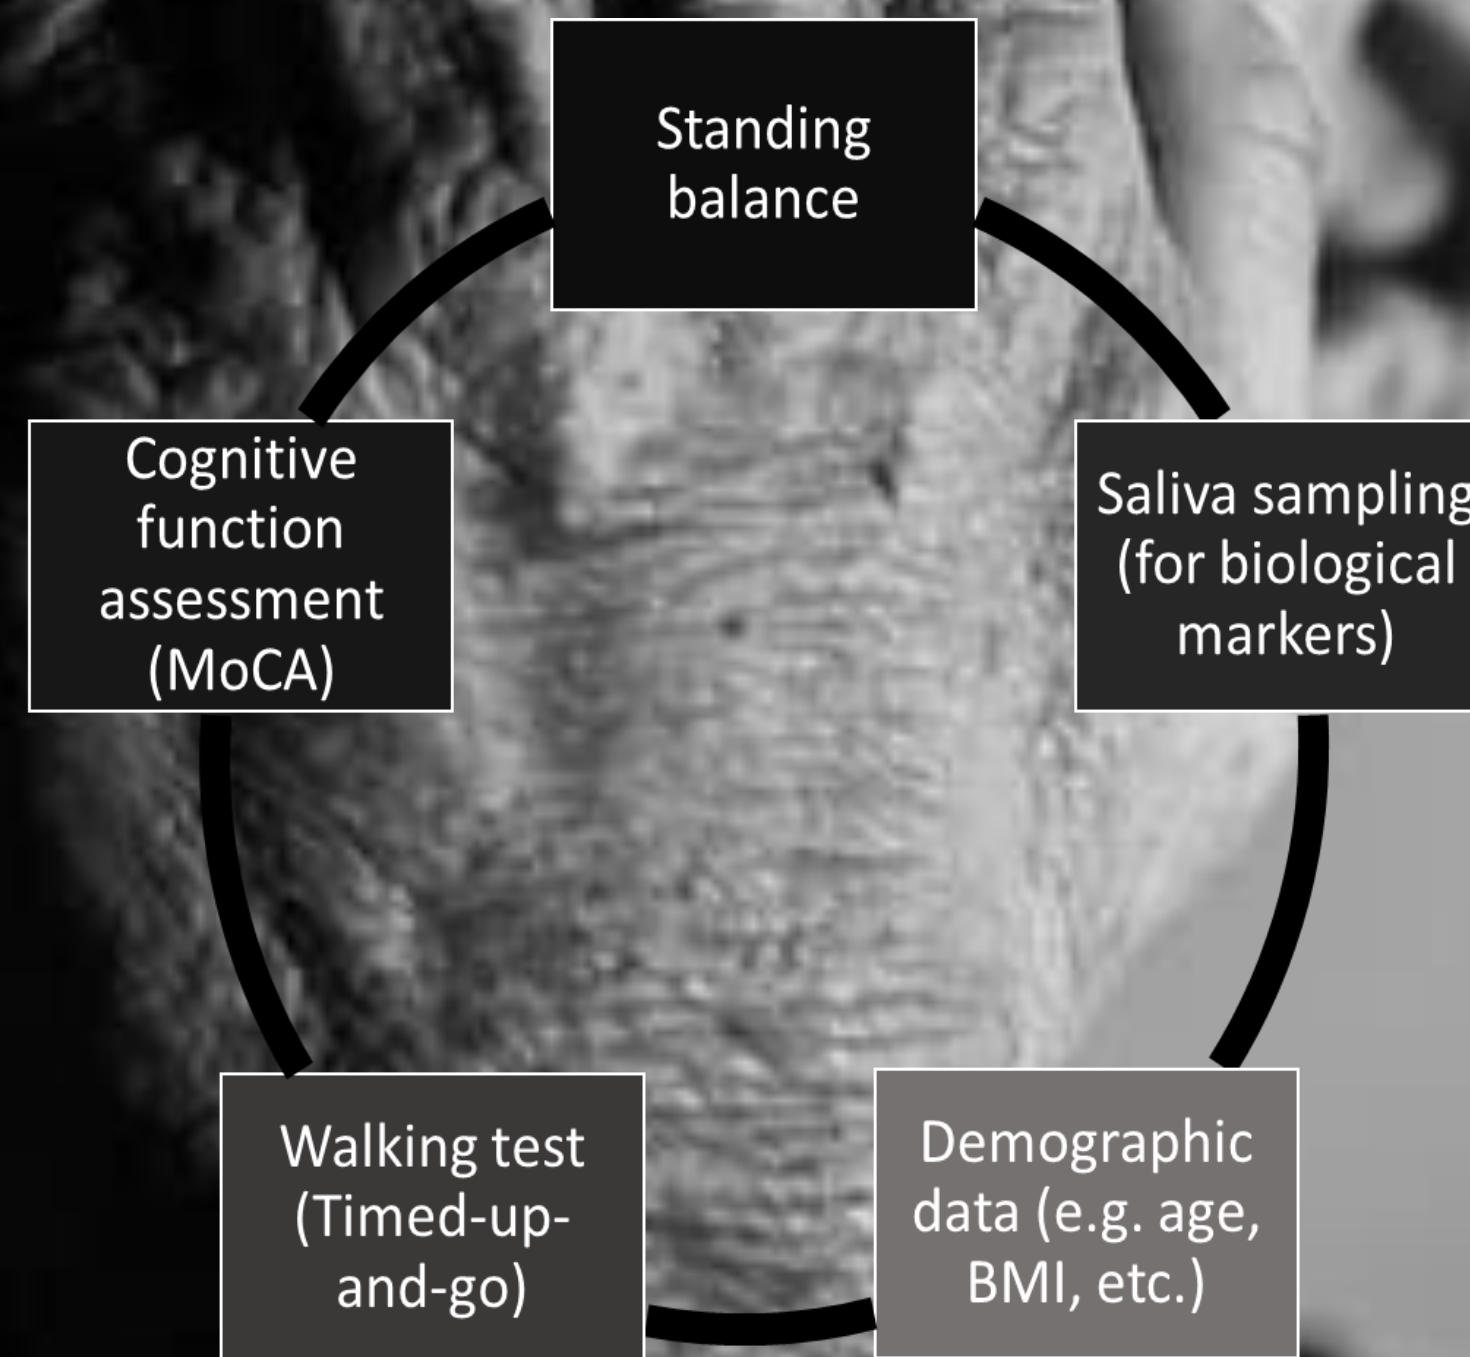 Standing
balance
Cognitive
function
assessment
(MoCA)
Saliva sampling
(for biological
markers)
Walking test
(Timed-up-
and-go)
Demographic
data (e.g. age,
BMI, etc.)